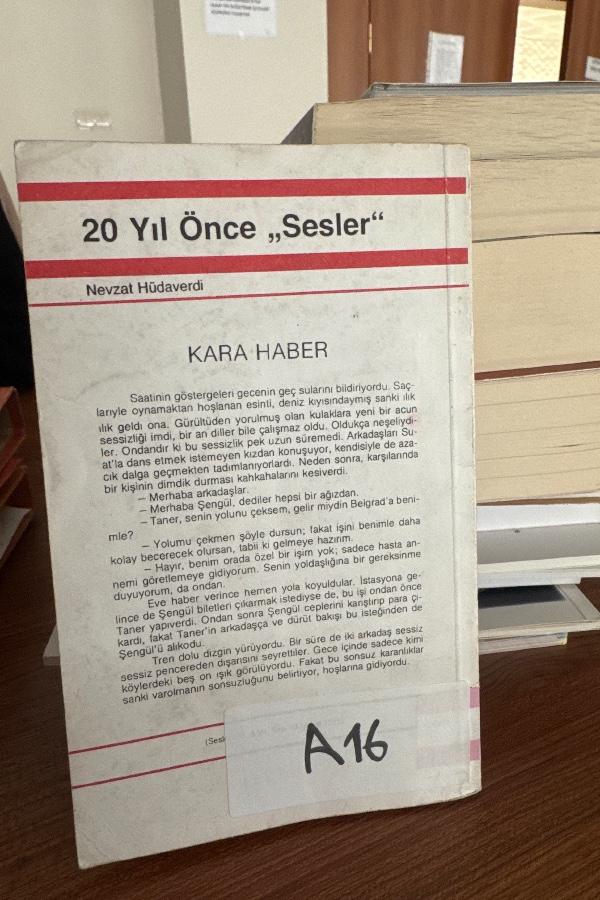 20 Yıl Önce „Sesler“
Nevzat Hüdaverdi
KARA HABER
Saatinin göstergeleri gecenin geç sularını bildiriyordu. Saç-
larıyle oynamaktan hoşlanan esinti, deniz kıyısındaymış sanki ılık
ılık geldi ona. Gürültüden yorulmuş olan kulaklara yeni bir acun
sessizliği imdi, bir an diller bile çalışmaz oldu. Oldukça neşeliydi-
ler. Ondandır ki bu sessizlik pek uzun süremedi. Arkadaşları Su-
at'la dans etmek istemeyen kızdan konuşuyor, kendisiyle de aza-
cık dalga geçmekten tadımlanıyorlardı. Neden sonra, karşılarında
bir kişinin dimdik durması kahkahalarını kesiverdi.
— Merhaba arkadaşlar.
— Merhaba Şengül, dediler hepsi bir ağızdan.
— Taner, senin yolunu çeksem, gelir miydin Belgrad'a beni-
mle?
— Yolumu çekmen şöyle dursun; fakat işini benimle daha
kolay becerecek olursan, tabii ki gelmeye hazırım.
— Hayır, benim orada özel bir işim yok; sadece hasta an-
nemi göretlemeye gidiyorum. Senin yoldaşlığına bir gereksinme
duyuyorum, da ondan.
Eve haber verince hemen yola koyuldular. İstasyona ge-
lince de Şengül biletleri çıkarmak istediyse de, bu işi ondan önce
Taner yapıverdi. Ondan sonra Şengül ceplerini karıştırıp para çı-
kardı, fakat Taner'in arkadaşça ve dürüt bakışı bu isteğinden de
Şengül'ü alıkodu.
Tren dolu dizgin yürüyordu. Bir süre de iki arkadaş sessiz
sessiz pencereden dışarısını seyrettiler. Gece içinde sadece kimi
köylerdeki beş on ışık görülüyordu. Fakat bu sonsuz karanlıklar
sanki varolmanın sonsuzluğunu belirtiyor, hoşlarına gidiyordu.
A16